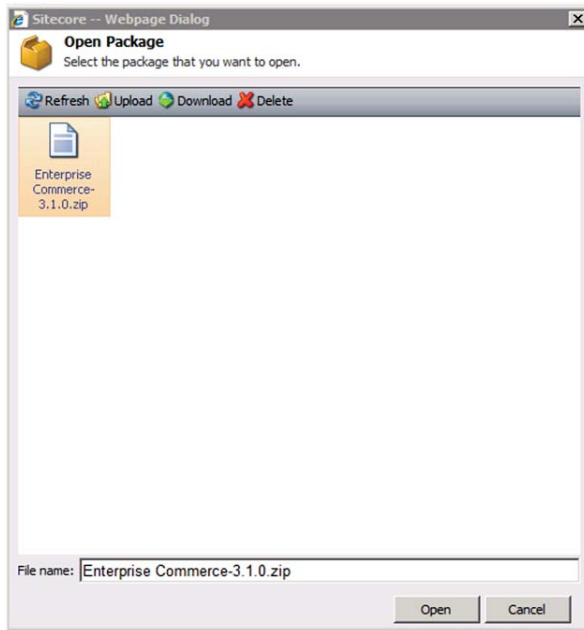 Sitecore -- Webpage Dialog
Open Package
Select the package that you want to open.
Refresh Upload Download Delete
Enterprise
Commerce-
3.1.0.zip
File name: Enterprise Commerce-3.1.0.zip
Open Cancel